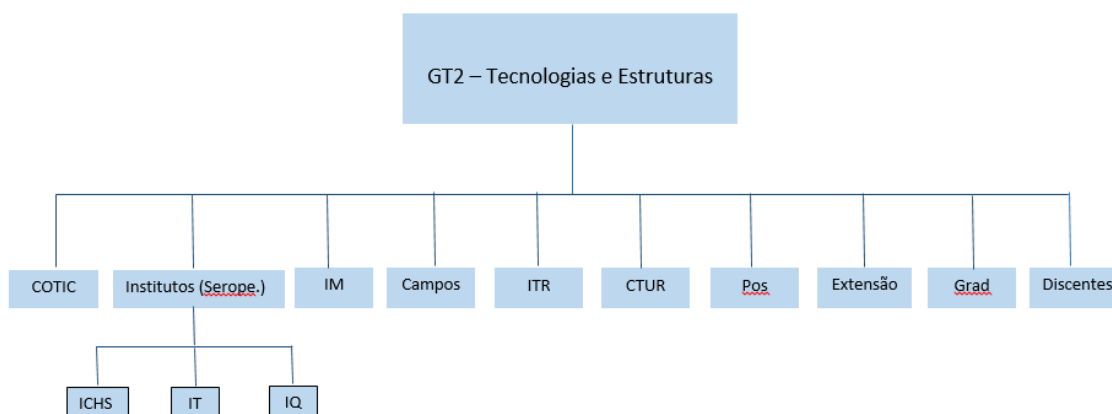 GT2 – Tecnologias e Estruturas
COTIC
Institutos (Serope.)
IM
Campos
ITR
CTUR
Pos
Extensão
Grad
Discentes
ICHS
IT
IQ